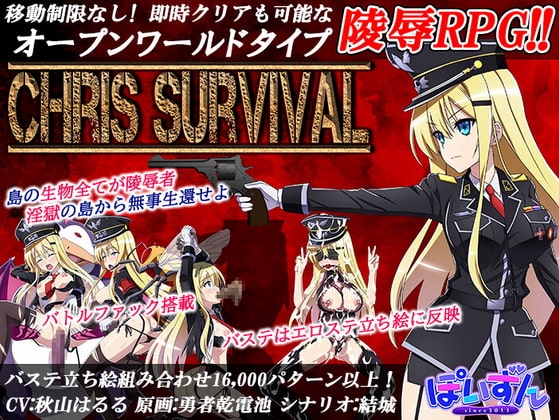 移動制限なし!即時クリアも可能な
オープンワールドタイプ
陵辱RPG!!
CHRIS SURVIVAL
島の生物全てが陵辱者
淫獄の島から無事生還せよ
バトルファック搭載
バステはエロステ立ち絵に反映
バステ立ち絵組み合わせ16,000パターン以上!
CV:秋山はるる 原画:勇者乾電池 シナリオ:結城
ぽいずん
since2011